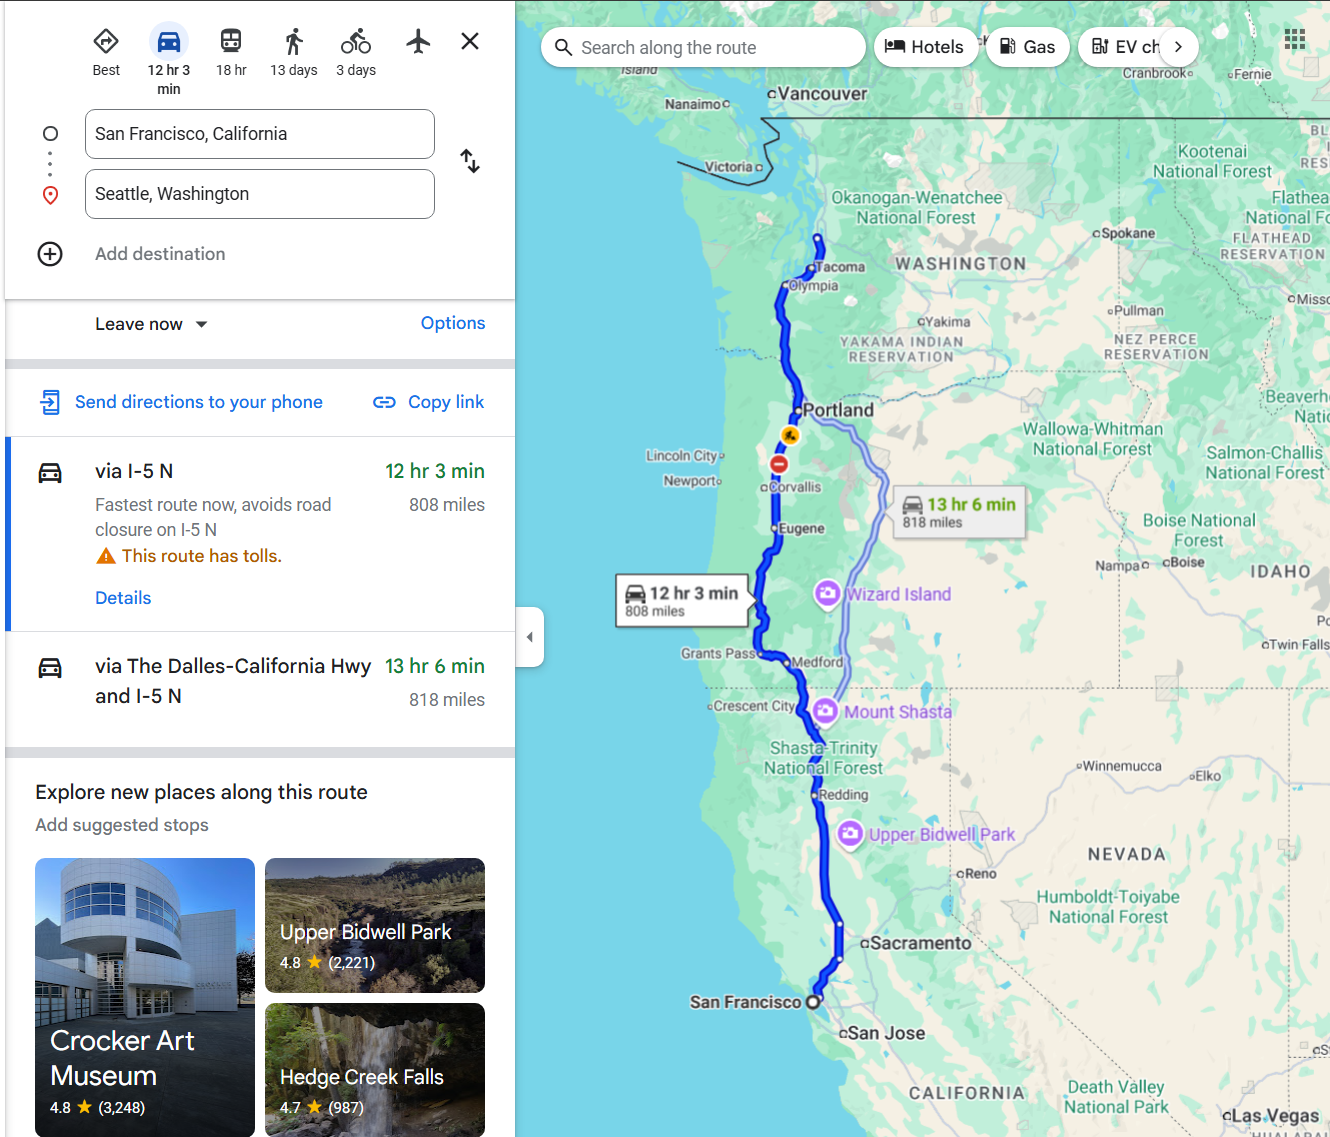 Best
12 hr 3
min
18 hr
13 days
3 days
San Francisco, California
Seattle, Washington
Add destination
Leave now
Options
Send directions to your phone
Copy link
via I-5 N
12 hr 3 min
Fastest route now, avoids road
808 miles
closure on I-5 N
This route has tolls.
Details
via The Dalles-California Hwy
13 hr 6 min
and I-5 N
818 miles
Explore new places along this route
Add suggested stops
Crocker Art
Museum
4.8 ★ (3,248)
Upper Bidwell Park
4.8 ★ (2,221)
Hedge Creek Falls
4.7 ★ (987)
Search along the route
Hotels
Gas
EV ch
Island
Cranbrook
Fernie
Nanaimo
Vancouver
Victoria
Kootenai
National Forest
BL
RES
Okanogan-Wenatchee
National Forest
Flathea
National Fo
Spokane
FLATHEAD
RESERVATION
Tacoma
WASHINGTON
Olympia
Missc
Pullman
Yakima
YAKAMA INDIAN
RESERVATION
NEZ PERCE
RESERVATION
Portland
Beaverh
Natic
Wallowa-Whitman
National Forest
Lincoln City
Salmon-Challis
National Forest
Newport
Corvallis
13 hr 6 min
818 miles
Eugene
Boise National
Forest
Nampa
Boise
IDAHO
12 hr 3 min
808 miles
Wizard Island
Po
Twin Falls
Grants Pass
Medford
Crescent City
Mount Shasta
Shasta-Trinity
National Forest
Winnemucca
Elko
Redding
Upper Bidwell Park
NEVADA
Reno
Humboldt-Toiyabe
National Forest
Sacramento
San Francisco
San Jose
CALIFORNIA
Death Valley
National Park
Las Vegas